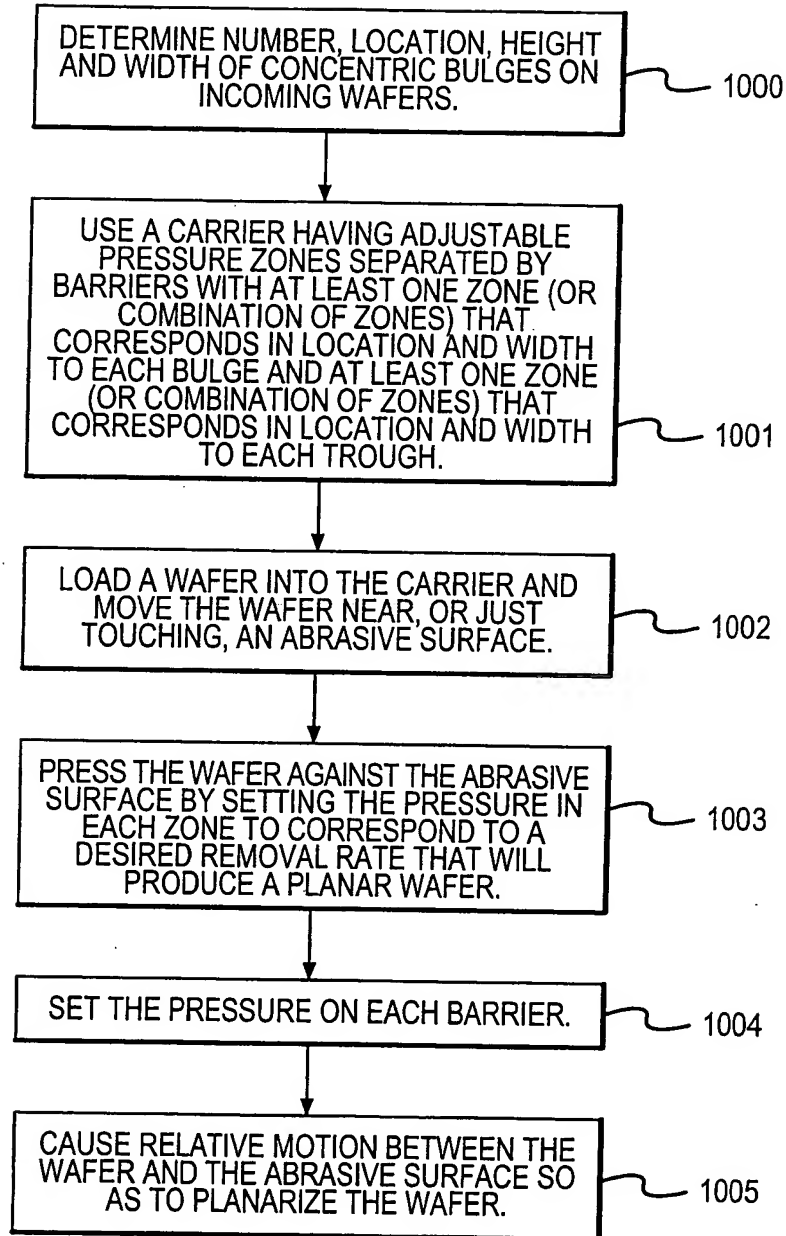 DETERMINE NUMBER, LOCATION, HEIGHT
AND WIDTH OF CONCENTRIC BULGES ON
INCOMING WAFERS.
1000
USE A CARRIER HAVING ADJUSTABLE
PRESSURE ZONES SEPARATED BY
BARRIERS WITH AT LEAST ONE ZONE (OR
COMBINATION OF ZONES) THAT
CORRESPONDS IN LOCATION AND WIDTH
TO EACH BULGE AND AT LEAST ONE ZONE
(OR COMBINATION OF ZONES) THAT
CORRESPONDS IN LOCATION AND WIDTH
TO EACH TROUGH.
1001
LOAD A WAFER INTO THE CARRIER AND
MOVE THE WAFER NEAR, OR JUST
TOUCHING, AN ABRASIVE SURFACE.
1002
PRESS THE WAFER AGAINST THE ABRASIVE
SURFACE BY SETTING THE PRESSURE IN
EACH ZONE TO CORRESPOND TO A
DESIRED REMOVAL RATE THAT WILL
PRODUCE A PLANAR WAFER.
1003
SET THE PRESSURE ON EACH BARRIER.
1004
CAUSE RELATIVE MOTION BETWEEN THE
WAFER AND THE ABRASIVE SURFACE SO
AS TO PLANARIZE THE WAFER.
1005